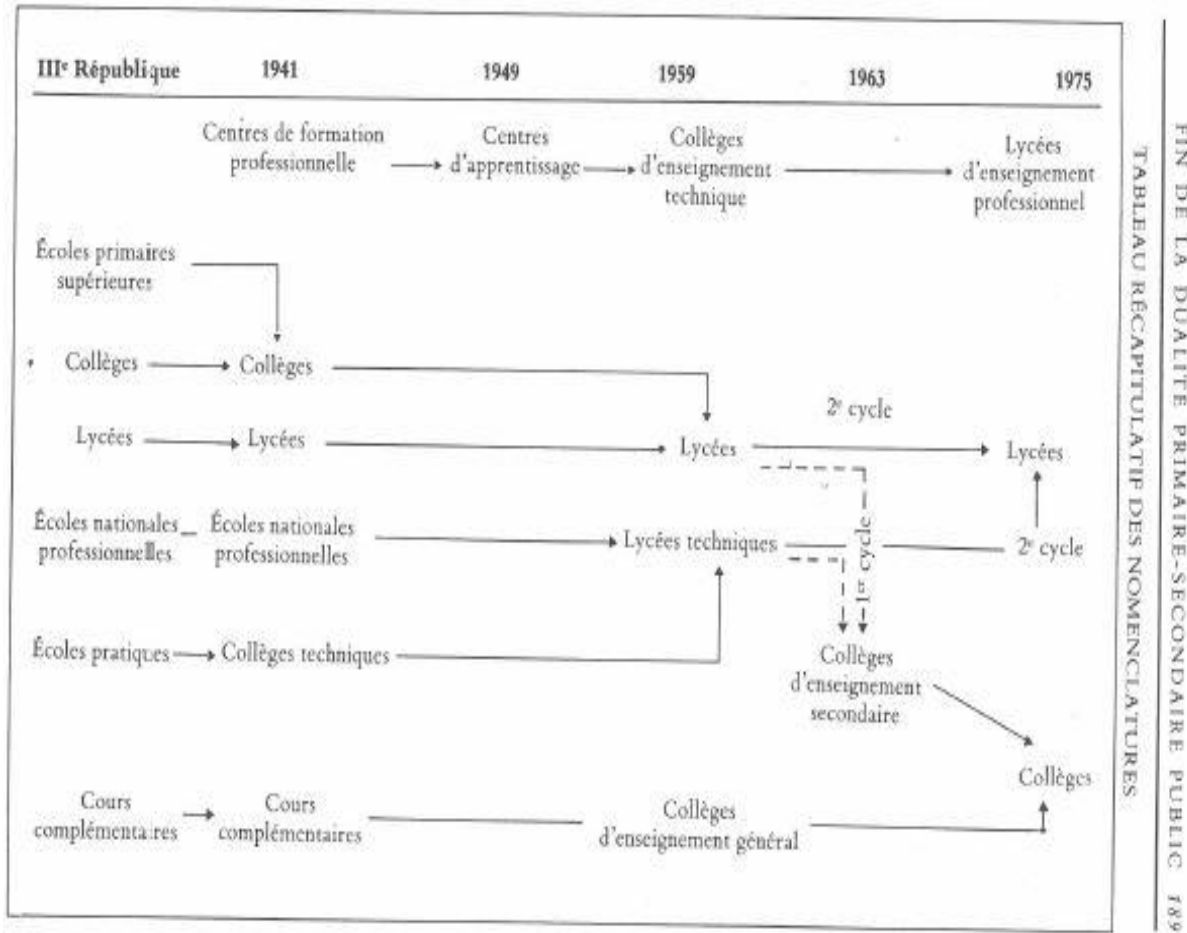 IIIᵉ République 1941 1949 1959 1963 1975
Centres de formation
professionnelle
Centres
d'apprentissage
Collèges
d'enseignement
technique
Lycées
d'enseignement
professionnel
Écoles primaires
supérieures
Collèges
Collèges
2ᵉ cycle
Lycées
Lycées
Lycées
Lycées
Écoles nationales
professionnelles
Écoles nationales
professionnelles
Lycées techniques
1ᵉʳ cycle
2ᵉ cycle
Écoles pratiques
Collèges techniques
Collèges
d'enseignement
secondaire
Collèges
Cours
complémentaires
Cours
complémentaires
Collèges
d'enseignement général
TABLEAU RÉCAPITULATIF DES NOMENCLATURES
FIN DE LA DUALITÉ PRIMAIRE-SECONDAIRE PUBLIC 189